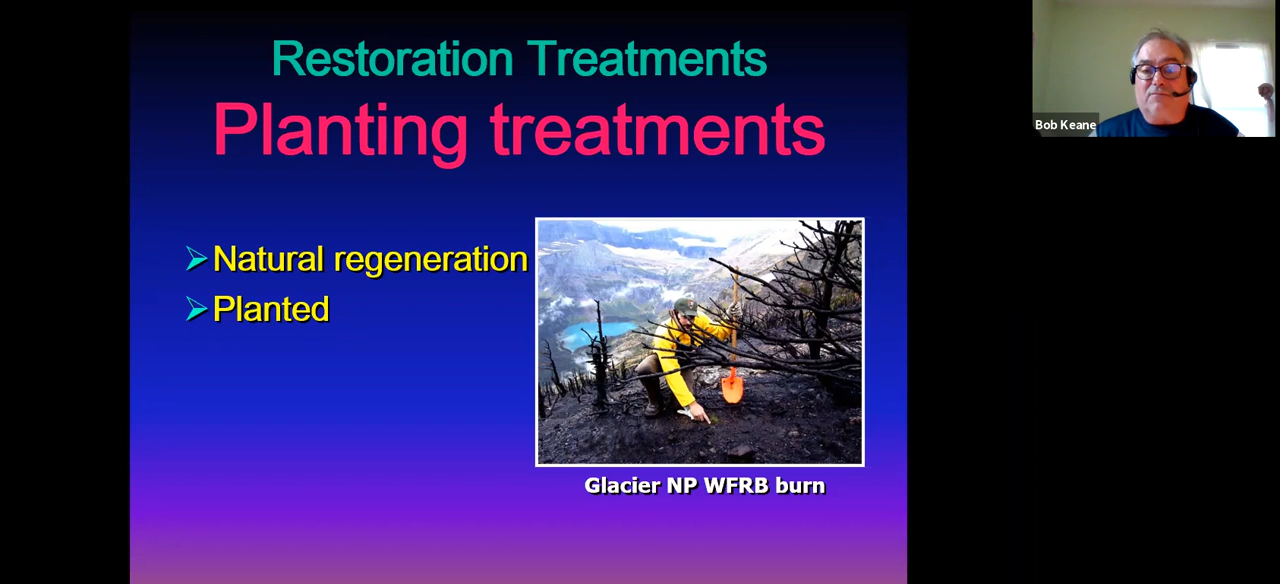 Restoration Treatments
Planting treatments
Natural regeneration
Planted
Glacier NP WFRB burn
Bob Keane